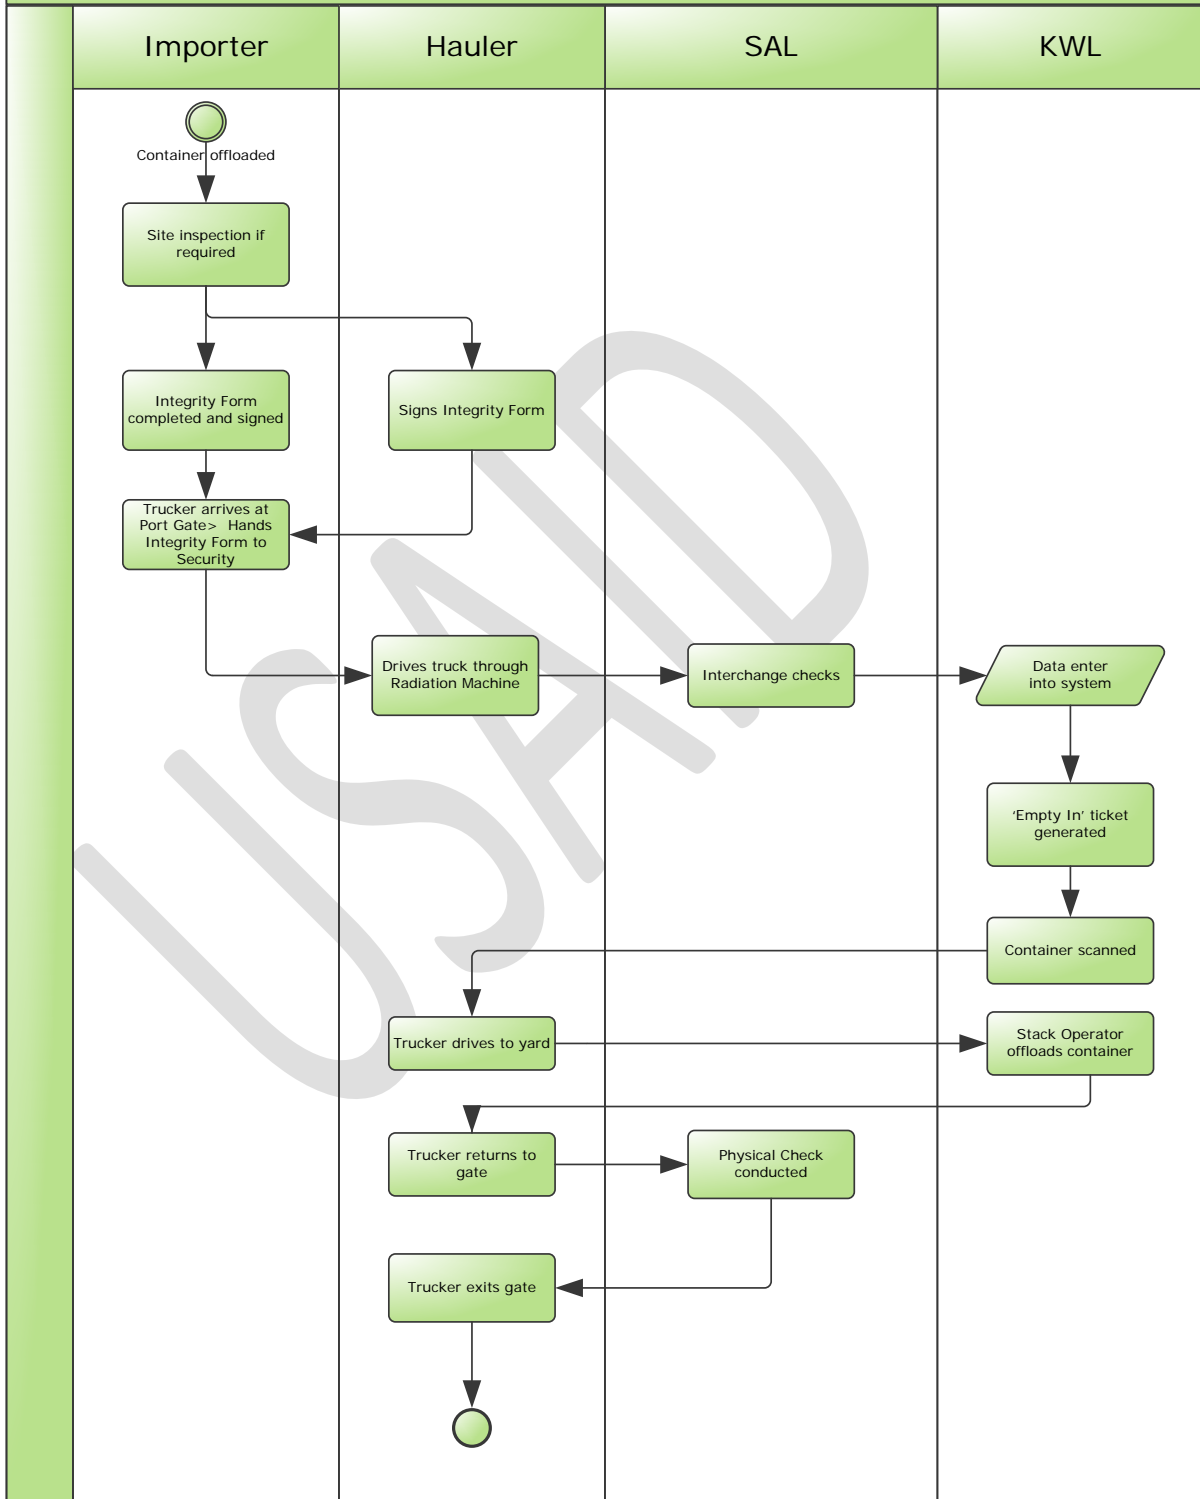 Importer
Hauler
SAL
KWL
Container offloaded
Site inspection if
required
Integrity Form
completed and signed
Signs Integrity Form
Trucker arrives at
Port Gate>  Hands
Integrity Form to
Security
Drives truck through
Radiation Machine
Interchange checks
Data enter
into system
‘Empty In’ ticket
generated
Container scanned
Trucker drives to yard
Stack Operator
offloads container
Trucker returns to
gate
Physical Check
conducted
Trucker exits gate
USAID